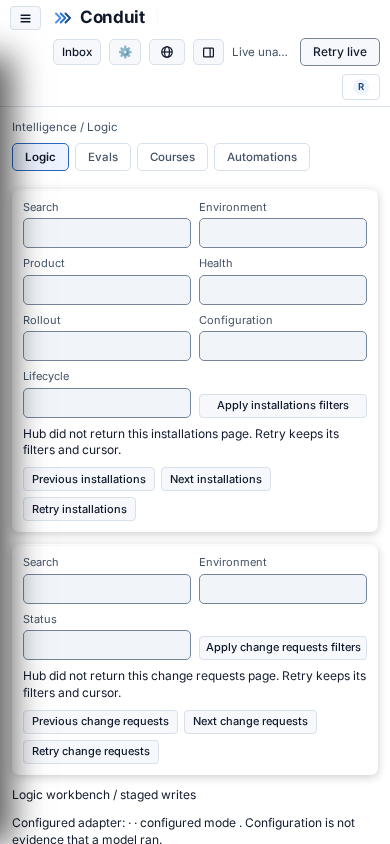 Conduit
Inbox
Live una...
Retry live
R
Intelligence / Logic
Logic
Evals
Courses
Automations
Search
Environment
Product
Health
Rollout
Configuration
Lifecycle
Apply installations filters
Hub did not return this installations page. Retry keeps its
filters and cursor.
Previous installations
Next installations
Retry installations
Search
Environment
Status
Apply change requests filters
Hub did not return this change requests page. Retry keeps its
filters and cursor.
Previous change requests
Next change requests
Retry change requests
Logic workbench / staged writes
Configured adapter: · · configured mode . Configuration is not
evidence that a model ran.